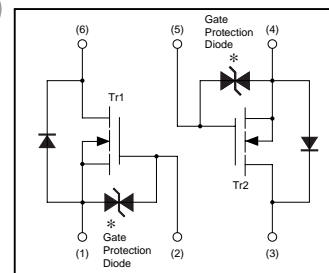 Gate
Protection
Diode
(6)
(5)
(4)
*
Tr1
Tr2
*
(1)
Gate
Protection
Diode
(2)
(3)